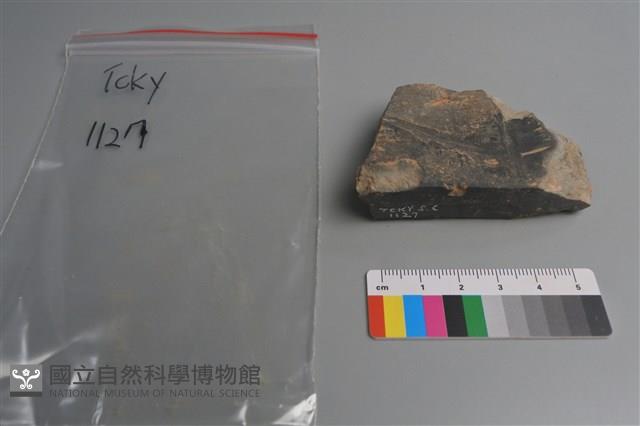 Tcky
1127
TCKY S.C
1127
cm 1 2 3 4 5
國立自然科學博物館
NATIONAL MUSEUM OF NATURAL SCIENCE